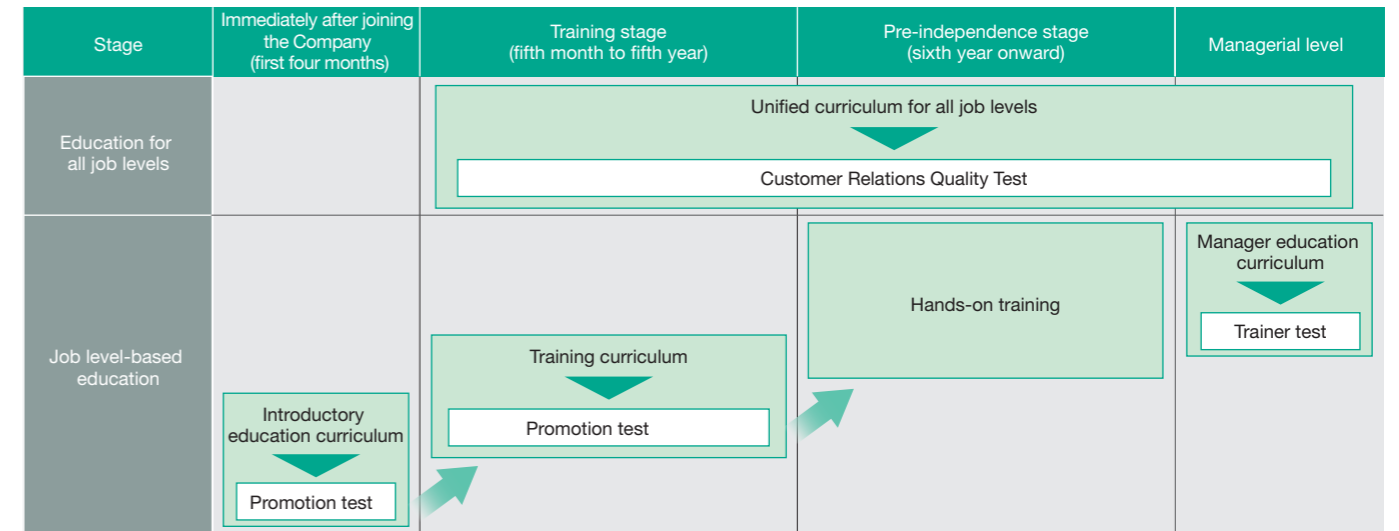 Stage
Immediately after joining
the Company
(first four months)
Training stage
(fifth month to fifth year)
Pre-independence stage
(sixth year onward)
Managerial level
Education for
all job levels
Unified curriculum for all job levels
Customer Relations Quality Test
Job level-based
education
Introductory
education curriculum
Promotion test
Training curriculum
Promotion test
Hands-on training
Manager education
curriculum
Trainer test